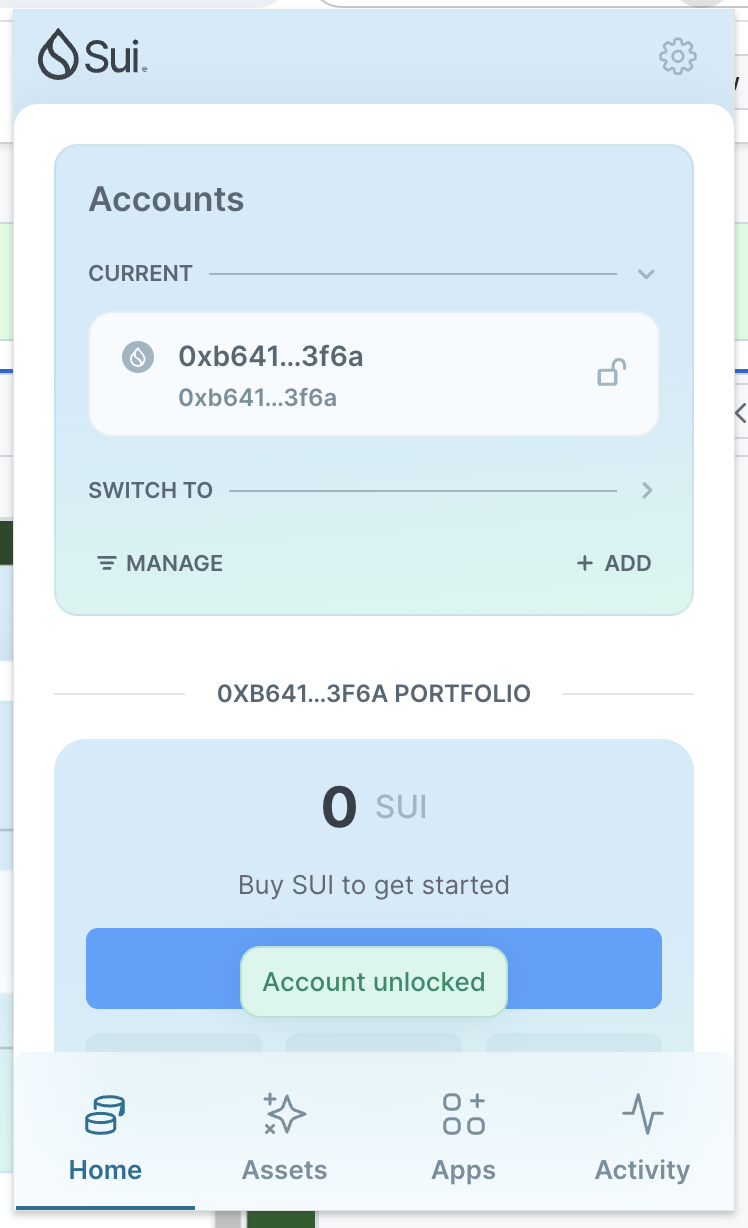 Sui
Accounts
CURRENT
0xb641...3f6a
0xb641...3f6a
SWITCH TO
MANAGE
+ ADD
0XB641...3F6A PORTFOLIO
0 SUI
Buy SUI to get started
Account unlocked
Home
Assets
Apps
Activity